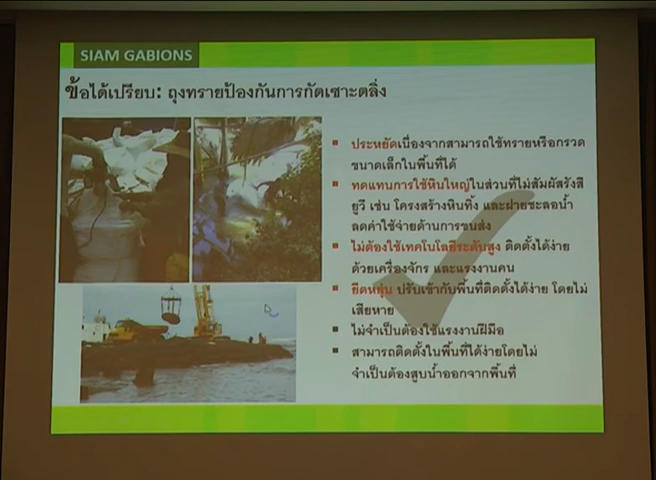 SIAM GABIONS
ข้อได้เปรียบ: ถุงทรายป้องกันการกัดเซาะตลิ่ง
ประหยัดเนื่องจากสามารถใช้ทรายหรือกรวด
ขนาดเล็กในพื้นที่ได้
ทดแทนการใช้หินใหญ่ในส่วนที่ไม่สัมผัสรังสี
ยูวี เช่น โครงสร้างหินทิ้ง และฝายชะลอน้ำ
ลดค่าใช้จ่ายด้านการขนส่ง
ไม่ต้องใช้เทคโนโลยีระดับสูง ติดตั้งได้ง่าย
ด้วยเครื่องจักร และแรงงานคน
ยืดหยุ่น ปรับเข้ากับพื้นที่ติดตั้งได้ง่าย โดยไม่
เสียหาย
ไม่จำเป็นต้องใช้แรงงานฝีมือ
สามารถติดตั้งในพื้นที่ได้ง่ายโดยไม่
จำเป็นต้องสูบน้ำออกจากพื้นที่